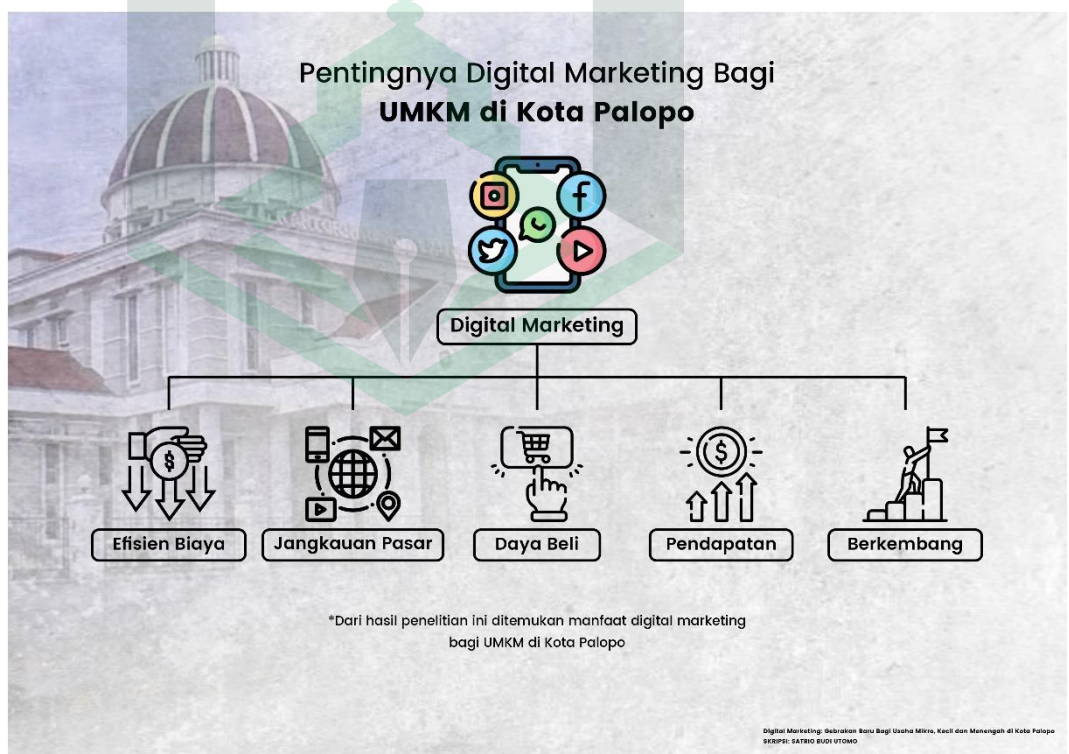 Pentingnya Digital Marketing Bagi
UMKM di Kota Palopo
Digital Marketing
Efisien Biaya
Jangkauan Pasar
Daya Beli
Pendapatan
Berkembang
*Dari hasil penelitian ini ditemukan manfaat digital marketing
bagi UMKM di Kota Palopo
Digital Marketing: Gebrakan Baru Bagi Usaha Mikro, Kecil dan Menengah di Kota Palopo
SKRIPSI: SATRIO BUDI UTOMO